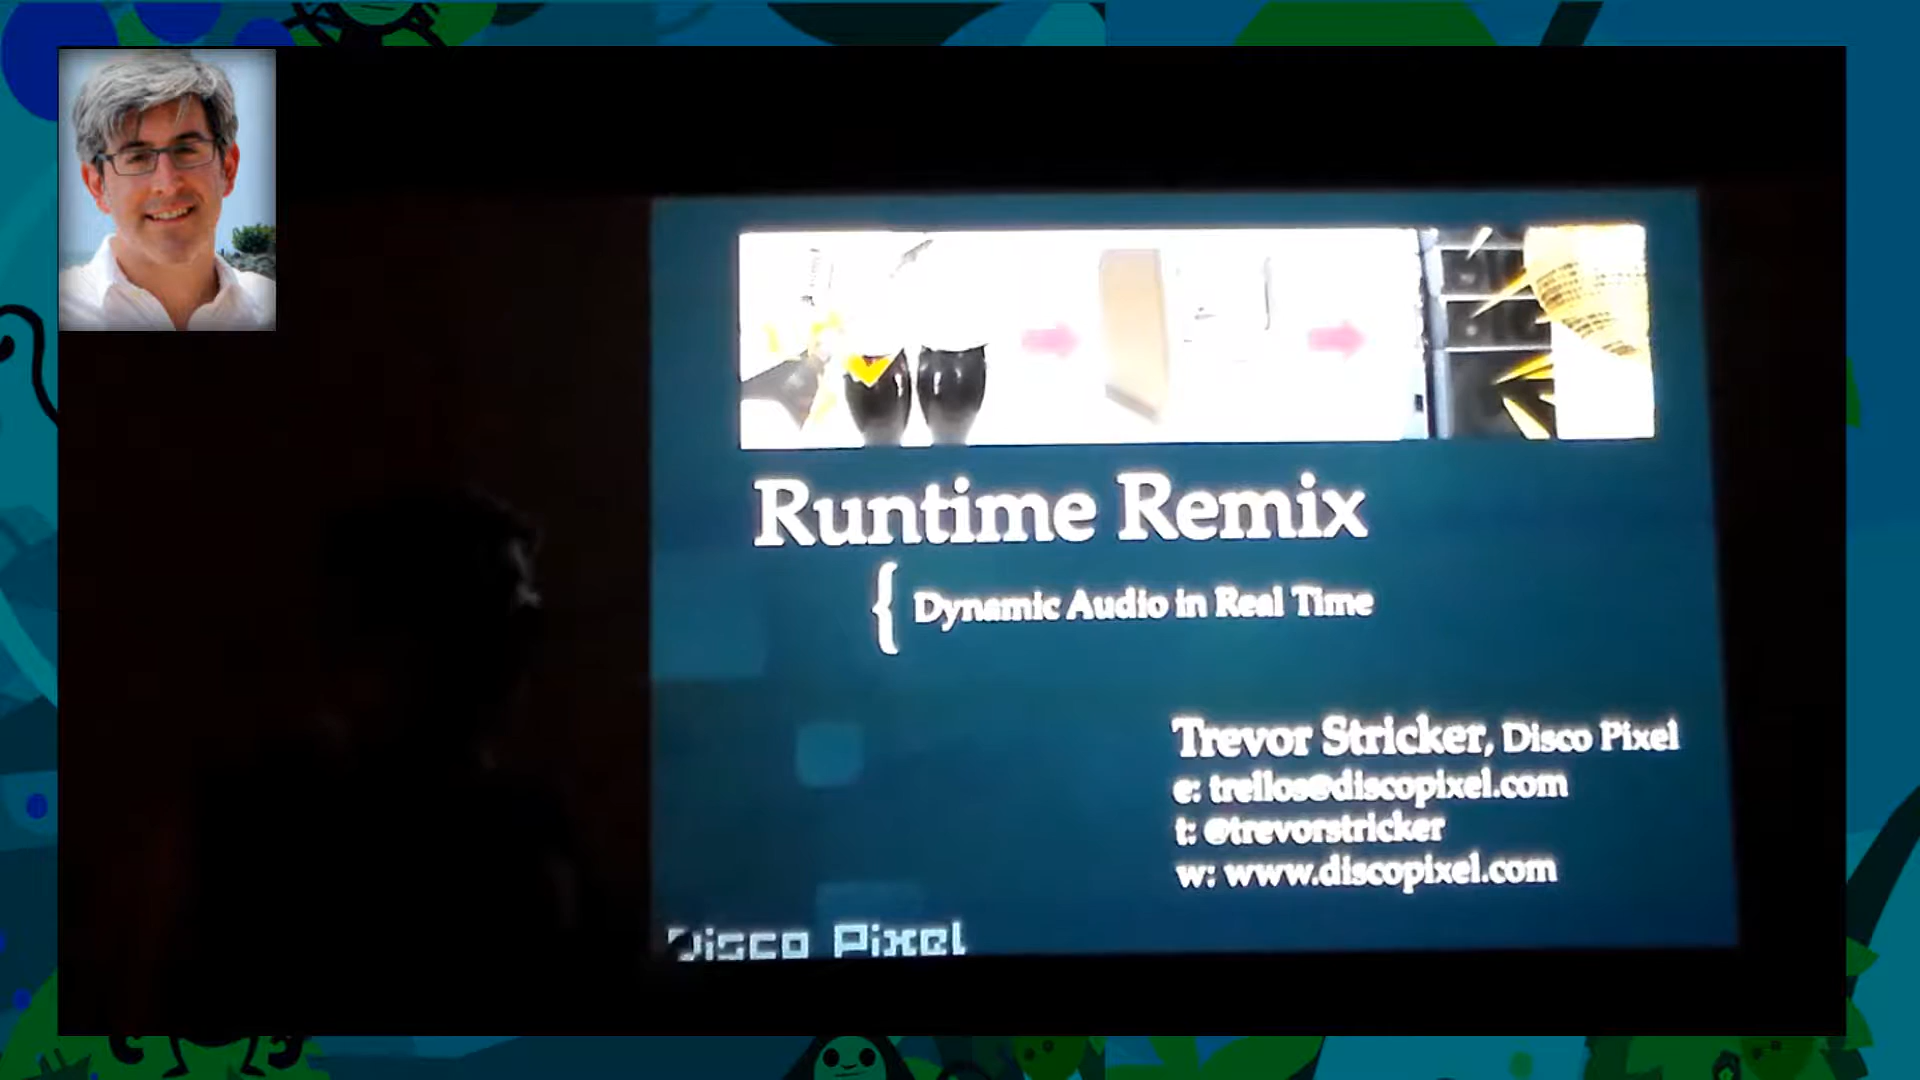 Runtime Remix
{ Dynamic Audio in Real Time
Trevor Stricker, Disco Pixel
e: trellos@discopixel.com
t: @trevorstricker
w: www.discopixel.com
Disco Pixel